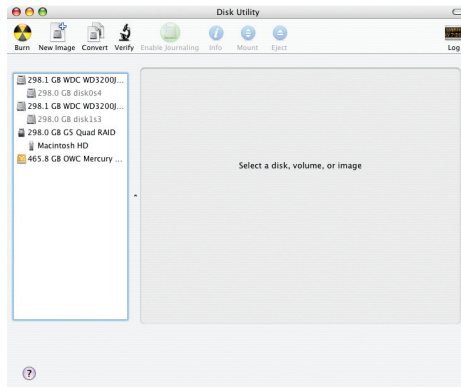 Disk Utility
Burn New Image Convert Verify Enable Journaling Info Mount Eject Log
298.1 GB WDC WD3200J...
298.0 GB disk0s4
298.1 GB WDC WD3200J...
298.0 GB disk1s3
298.0 GB G5 Quad RAID
Macintosh HD
465.8 GB OWC Mercury ...
Select a disk, volume, or image
?